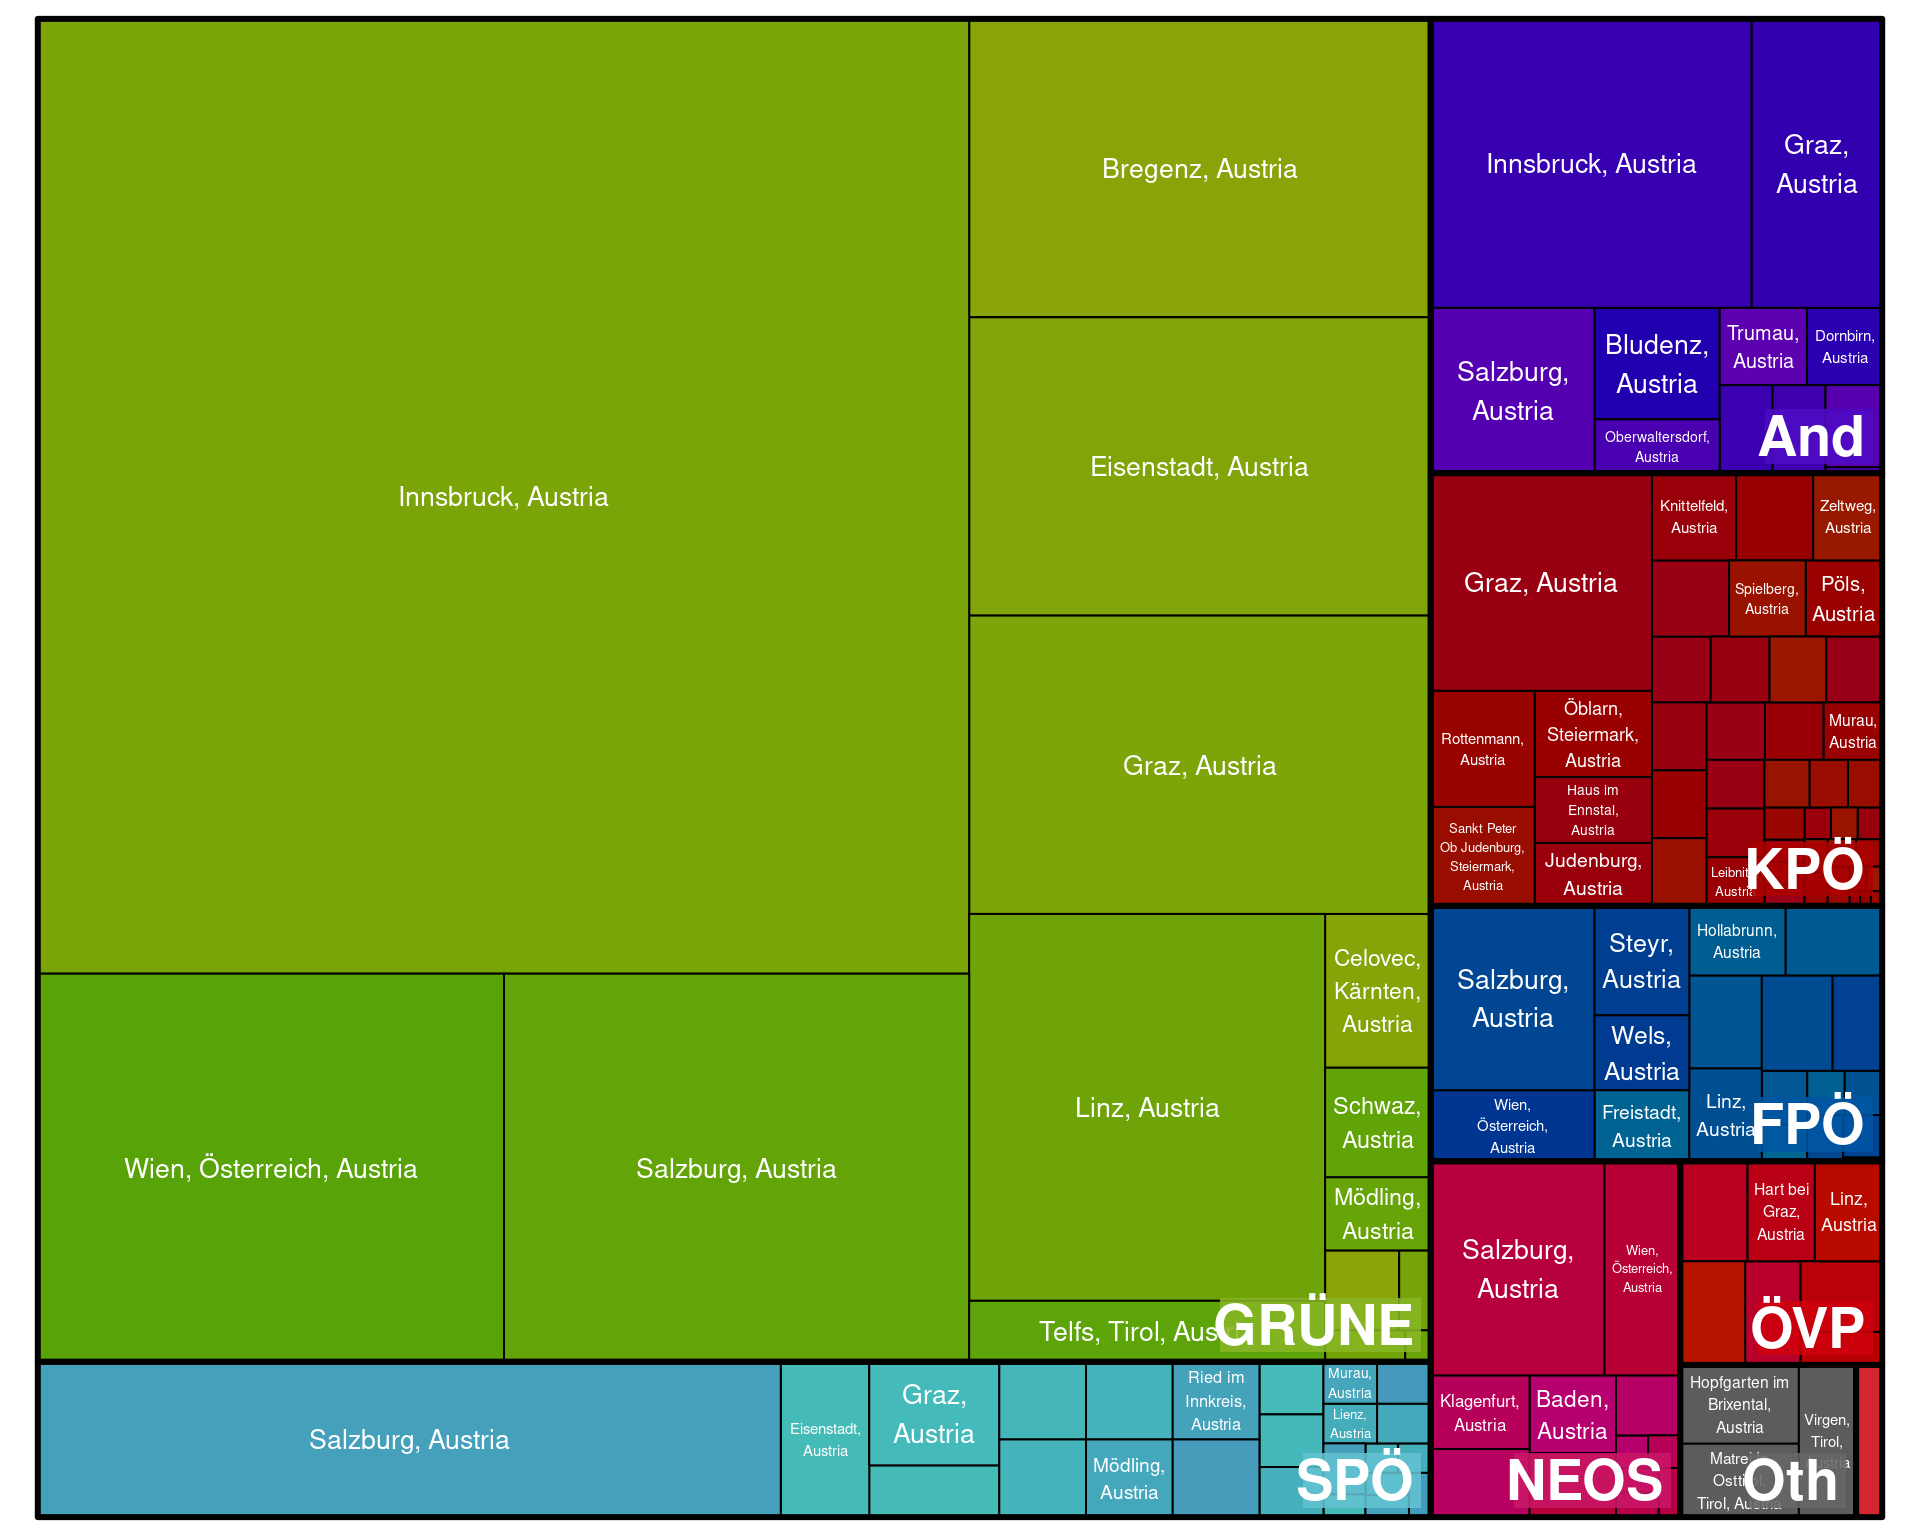 Innsbruck, Austria
Bregenz, Austria
Eisenstadt, Austria
Graz, Austria
Wien, Österreich, Austria
Salzburg, Austria
Linz, Austria
Celovec,
Kärnten,
Austria
Schwaz,
Austria
Mödling,
Austria
Telfs, Tirol,
GRÜNE
Salzburg, Austria
Eisenstadt,
Austria
Graz,
Austria
Mödling,
Austria
Ried im
Innkreis,
Austria
Murau,
Austria
Lienz,
Austria
SPÖ
Innsbruck, Austria
Graz,
Austria
Salzburg,
Austria
Bludenz,
Austria
Oberwaltersdorf,
Austria
Trumau,
Austria
Dornbirn,
Austria
And
Graz, Austria
Knittelfeld,
Austria
Zeltweg,
Austria
Spielberg,
Austria
Pöls,
Austria
Rottenmann,
Austria
Öblarn,
Steiermark,
Austria
Haus im
Ennstal,
Austria
Sankt Peter
Ob Judenburg,
Steiermark,
Austria
Judenburg,
Austria
Murau,
Austria
KPÖ
Salzburg,
Austria
Steyr,
Austria
Wels,
Austria
Wien,
Österreich,
Austria
Freistadt,
Austria
Hollabrunn,
Austria
Linz,
Austria
FPÖ
Salzburg,
Austria
Wien,
Österreich,
Austria
Klagenfurt,
Austria
Baden,
Austria
NEOS
Hart bei
Graz,
Austria
Linz,
Austria
ÖVP
Hopfgarten im
Brixental,
Austria
Virgen,
Tirol,
Tirol, Austria
Oth